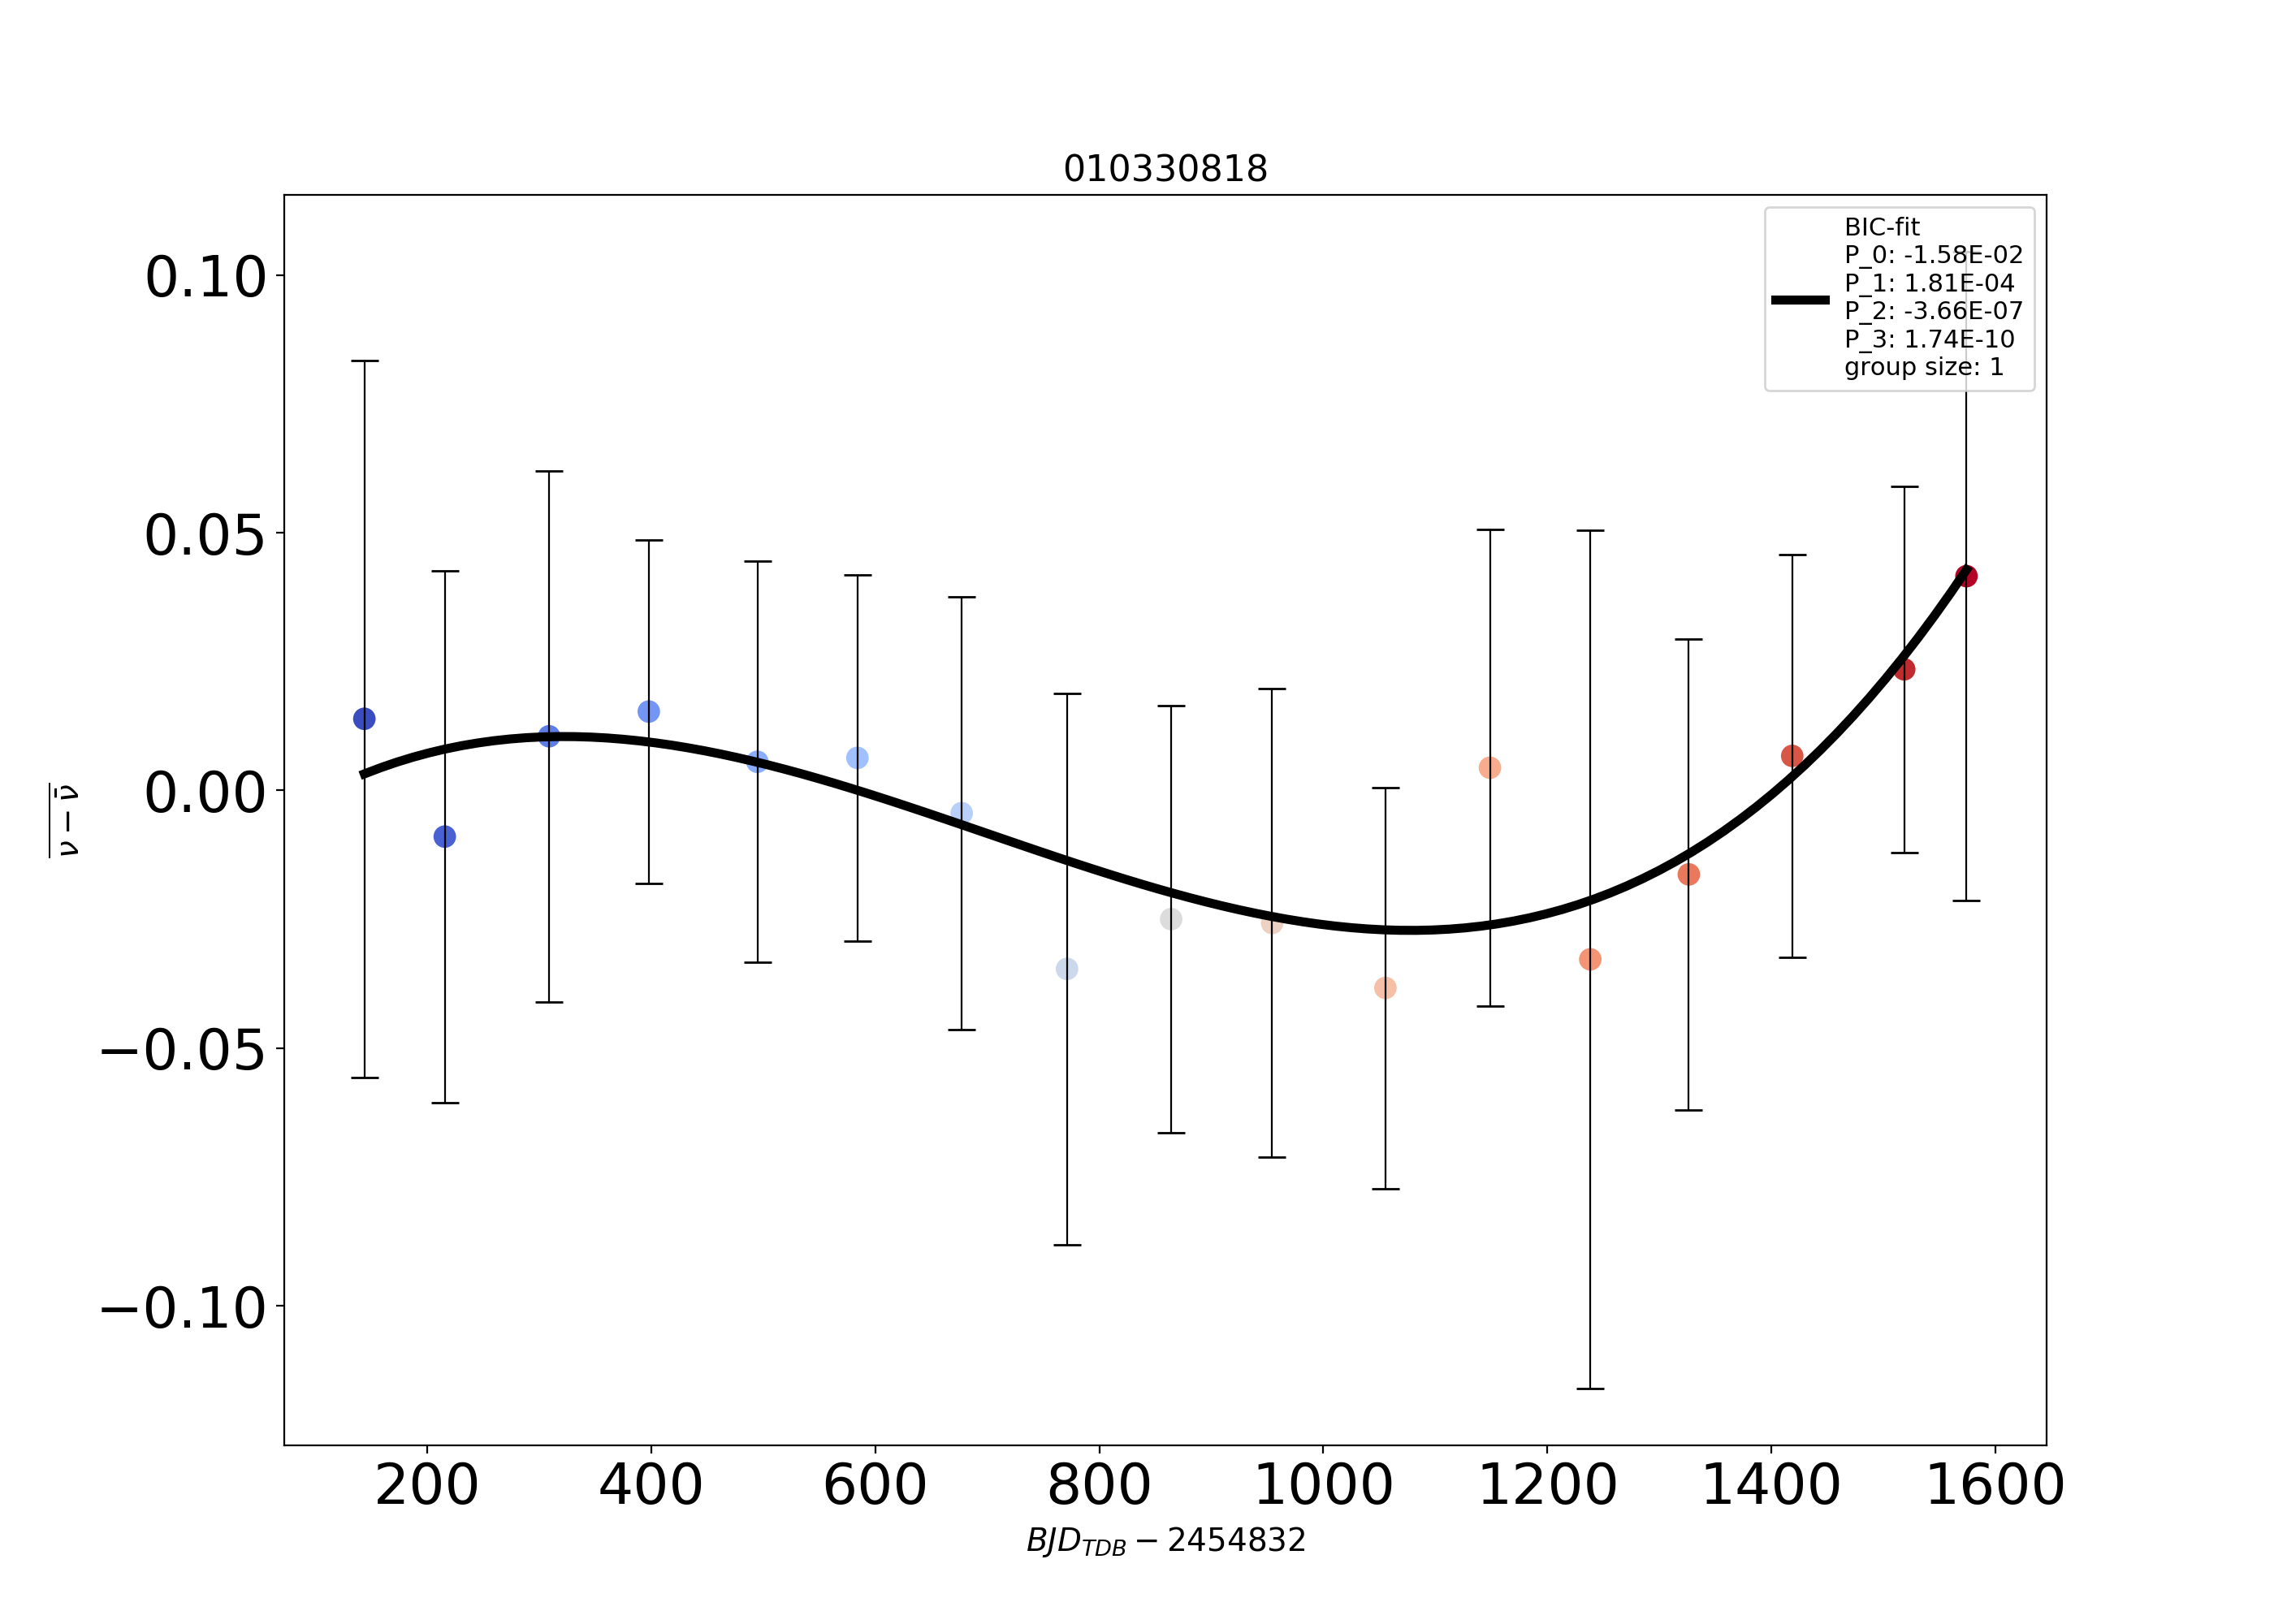 010330818
BIC-fit
P_0: -1.58E-02
P_1: 1.81E-04
P_2: -3.66E-07
P_3: 1.74E-10
group size: 1
0.10
0.05
0.00
−0.05
−0.10
ν − ν̄
200 400 600 800 1000 1200 1400 1600
BJD_TDB − 2454832